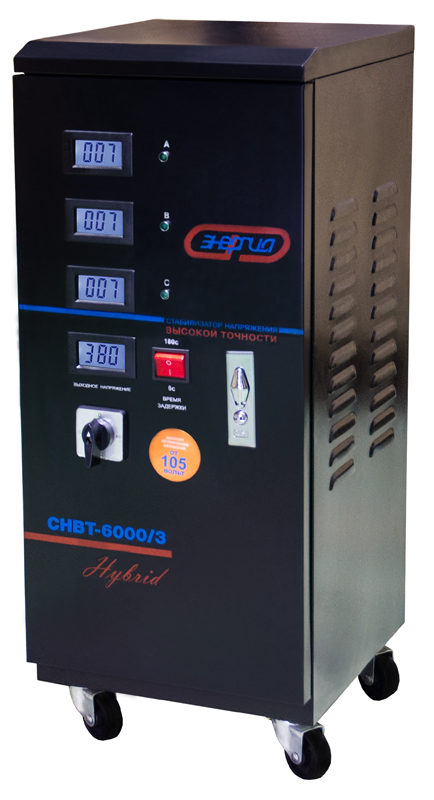 A
007
B
007
ЭНЕРГИЯ
C
007
СТАБИЛИЗАТОР НАПРЯЖЕНИЯ
ВЫСОКОЙ ТОЧНОСТИ
180с
380
ВЫХОДНОЕ НАПРЯЖЕНИЕ
0с
ВРЕМЯ
ЗАДЕРЖКИ
ОТ
105
ВОЛЬТ
СНВТ-6000/3
Hybrid